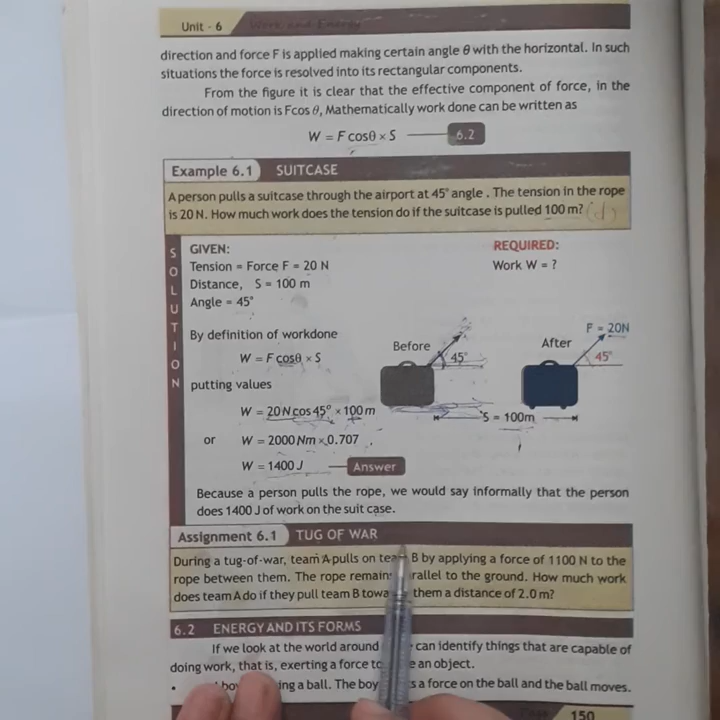 Unit - 6 Work and Energy
direction and force F is applied making certain angle θ with the horizontal. In such
situations the force is resolved into its rectangular components.
From the figure it is clear that the effective component of force, in the
direction of motion is Fcos θ, Mathematically work done can be written as
W = F cosθ × S 6.2
Example 6.1 SUITCASE
A person pulls a suitcase through the airport at 45° angle . The tension in the rope
is 20 N. How much work does the tension do if the suitcase is pulled 100 m? (d)
SOLUTION
GIVEN:
Tension = Force F = 20 N
Distance, S = 100 m
Angle = 45°
REQUIRED:
Work W = ?
By definition of workdone
W = F cosθ × S
putting values
W = 20 N cos 45° × 100 m
or W = 2000 Nm × 0.707
W = 1400 J Answer
Before
45°
After
F = 20N
45°
S = 100m
Because a person pulls the rope, we would say informally that the person
does 1400 J of work on the suit case.
Assignment 6.1 TUG OF WAR
During a tug-of-war, team A pulls on team B by applying a force of 1100 N to the
rope between them. The rope remains parallel to the ground. How much work
does team A do if they pull team B towa them a distance of 2.0 m?
6.2 ENERGY AND ITS FORMS
If we look at the world around can identify things that are capable of
doing work, that is, exerting a force to an object.
• ing a ball. The boy a force on the ball and the ball moves.
150